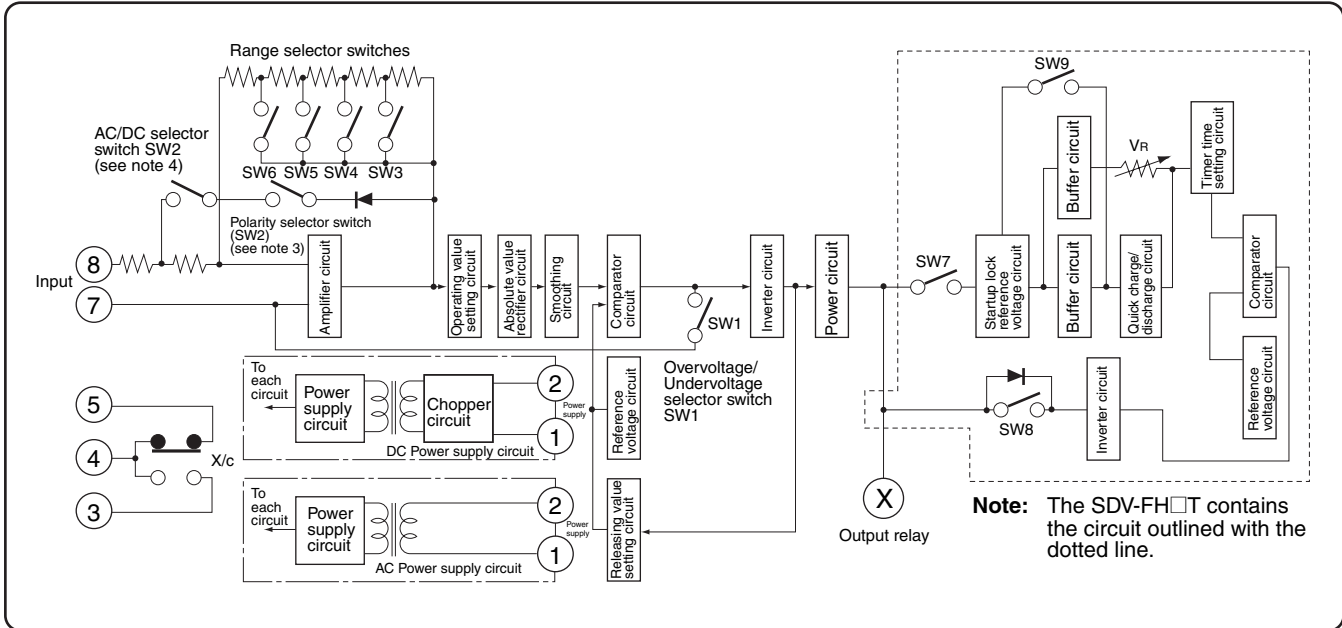 Range selector switches
AC/DC selector
switch SW2
(see note 4)
SW6
SW5
SW4
SW3
Polarity selector switch
(SW2)
(see note 3)
Input
8
7
Amplifier circuit
Operating value
setting circuit
Absolute value
rectifier circuit
Smoothing
circuit
Comparator
circuit
SW1
Inverter circuit
Power circuit
Overvoltage/
Undervoltage
selector switch
SW1
SW7
SW9
Startup lock
reference
voltage circuit
Buffer circuit
Buffer circuit
VR
Quick charge/
discharge circuit
Timer time
setting circuit
Comparator
circuit
Reference
voltage circuit
SW8
Inverter circuit
X
Output relay
5
4
3
X/c
To
each
circuit
Power
supply
circuit
Chopper
circuit
2
1
Power
supply
DC Power supply circuit
Reference
voltage circuit
To
each
circuit
Power
supply
circuit
2
1
Power
supply
AC Power supply circuit
Releasing value
setting circuit
Note: The SDV-FH□T contains
the circuit outlined with the
dotted line.